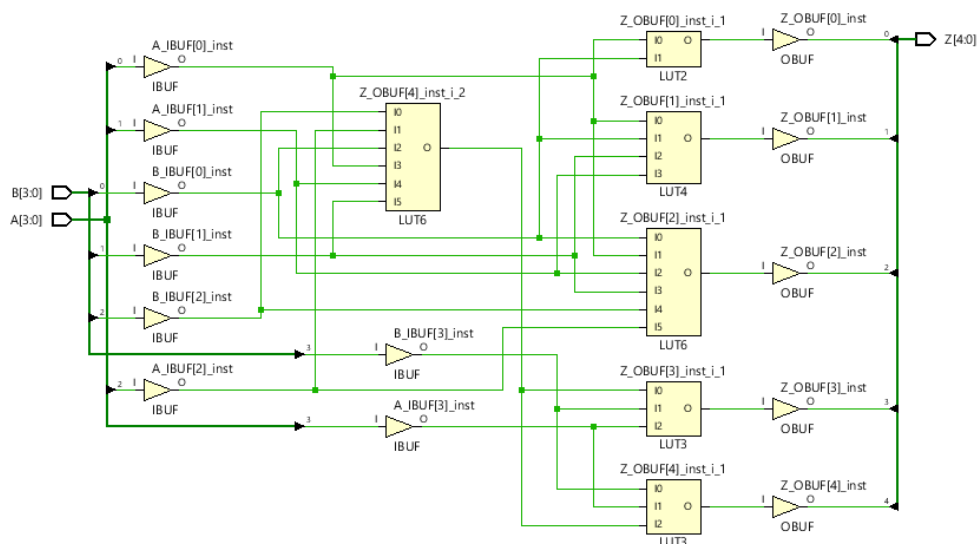 Z_OBUF[0]_inst_i_1
Z_OBUF[0]_inst
I0
I1
O
LUT2
I
O
OBUF
0
Z[4:0]
A_IBUF[0]_inst
0
I
O
IBUF
Z_OBUF[4]_inst_i_2
I0
I1
I2
I3
I4
I5
O
LUT6
Z_OBUF[1]_inst_i_1
I0
I1
I2
I3
O
LUT4
Z_OBUF[1]_inst
I
O
OBUF
1
A_IBUF[1]_inst
1
I
O
IBUF
B[3:0]
A[3:0]
B_IBUF[0]_inst
0
I
O
IBUF
B_IBUF[1]_inst
1
I
O
IBUF
Z_OBUF[2]_inst_i_1
I0
I1
I2
I3
I4
I5
O
LUT6
Z_OBUF[2]_inst
I
O
OBUF
2
B_IBUF[2]_inst
2
I
O
IBUF
B_IBUF[3]_inst
3
I
O
IBUF
A_IBUF[2]_inst
2
I
O
IBUF
Z_OBUF[3]_inst_i_1
I0
I1
I2
O
LUT3
Z_OBUF[3]_inst
I
O
OBUF
3
A_IBUF[3]_inst
3
I
O
IBUF
Z_OBUF[4]_inst_i_1
I0
I1
I2
O
LUT3
Z_OBUF[4]_inst
I
O
OBUF
4